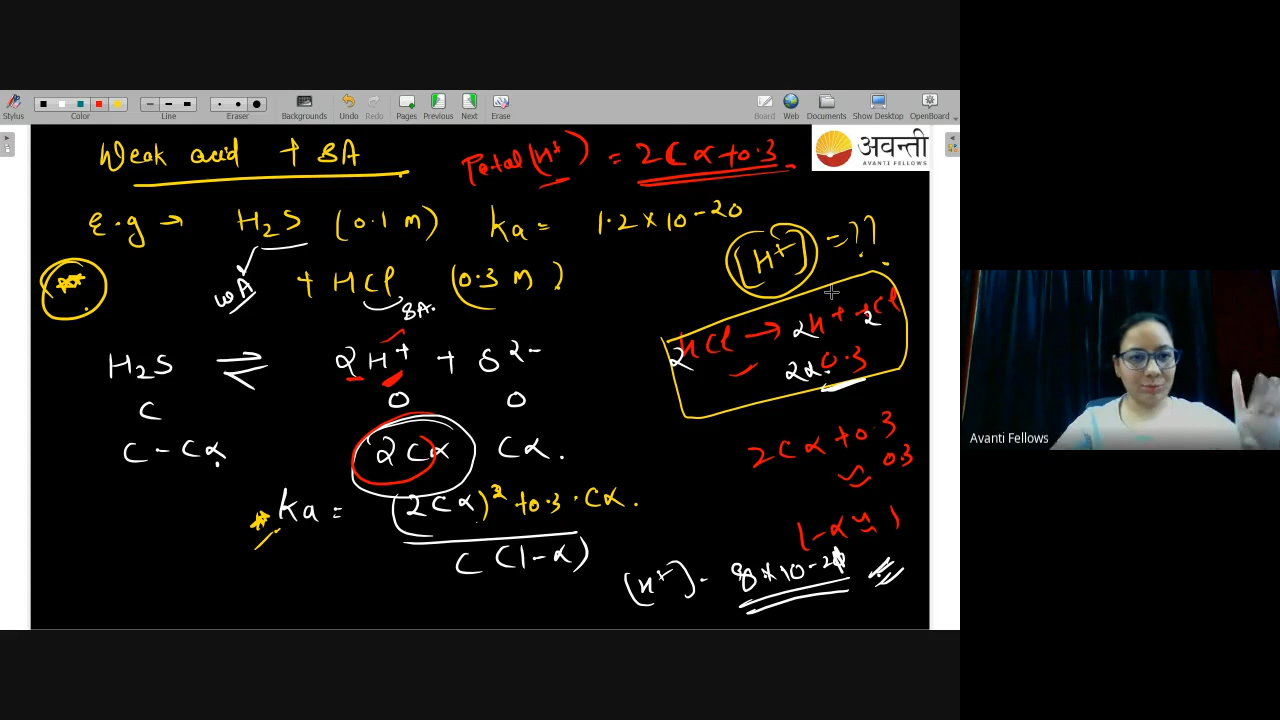 Stylus Color Line Eraser Backgrounds Undo Redo Pages Previous Next Erase Board Web Documents Show Desktop OpenBoard
Weak acid + SA
Total (H+) = 2Cα+0.3
अवन्ती
AVANTI FELLOWS
E.g → H2S (0.1 m) ka = 1.2 × 10-20
[H+] = ??
WA
+ HCl (0.3 m)
SA.
2HCl → 2H+ + 2Cl
2x 0.3
H2S ⇌ 2H+ + S2-
C 0 0
C - Cα 2Cα Cα.
2Cα + 0.3
≈ 0.3
ka = (2Cα)2 +0.3 . Cα.
C (1-α)
1-α ≈ 1
[H+] - 8 × 10-21
Avanti Fellows